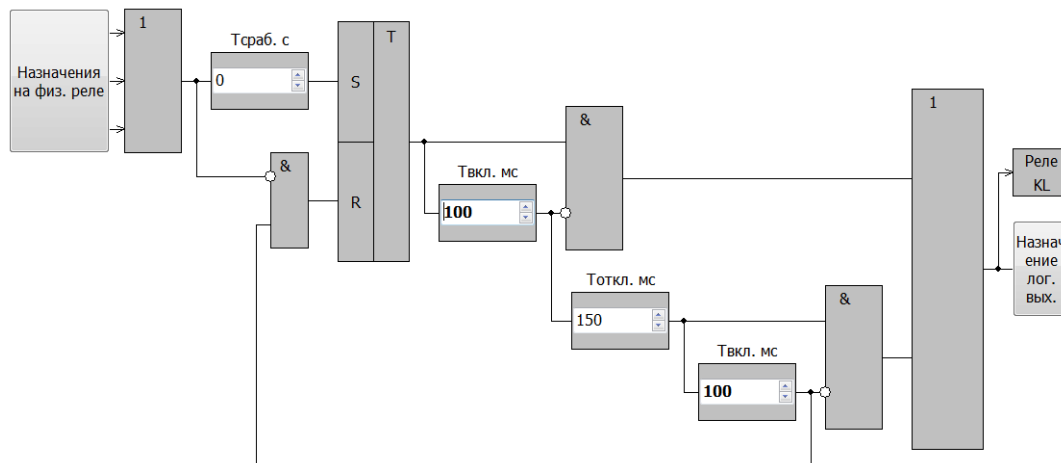 Назначения
на физ. реле
1
Тсраб. с
0
&
S
R
T
Твкл. мс
100
&
Тоткл. мс
150
Твкл. мс
100
&
1
Реле
KL
Назнач
ение
лог.
вых.